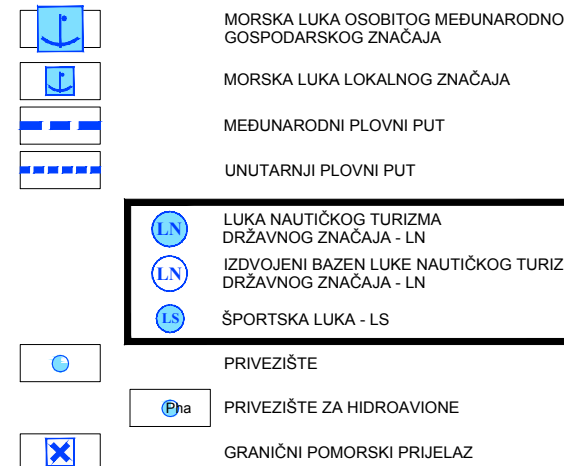 MORSKA LUKA OSOBITOG MEĐUNARODNO
GOSPODARSKOG ZNAČAJA
MORSKA LUKA LOKALNOG ZNAČAJA
MEĐUNARODNI PLOVNI PUT
UNUTARNJI PLOVNI PUT
LN LUKA NAUTIČKOG TURIZMA
DRŽAVNOG ZNAČAJA - LN
LN IZDVOJENI BAZEN LUKE NAUTIČKOG TURIZ
DRŽAVNOG ZNAČAJA - LN
LS ŠPORTSKA LUKA - LS
PRIVEZIŠTE
Pha PRIVEZIŠTE ZA HIDROAVIONE
GRANIČNI POMORSKI PRIJELAZ